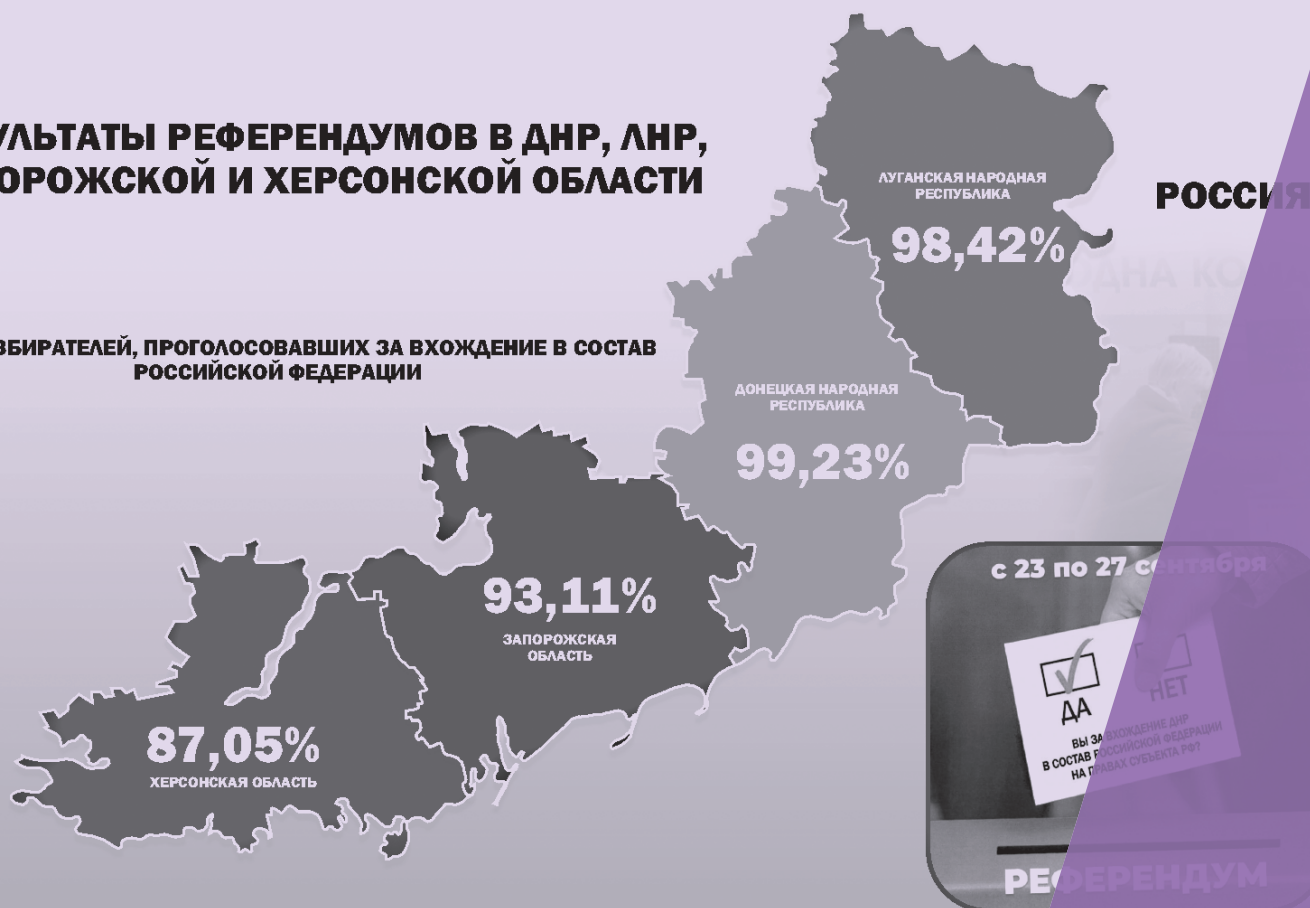 УЛЬТАТЫ РЕФЕРЕНДУМОВ В ДНР, ЛНР,
ОРОЖСКОЙ И ХЕРСОНСКОЙ ОБЛАСТИ
ЗБИРАТЕЛЕЙ, ПРОГОЛОСОВАВШИХ ЗА ВХОЖДЕНИЕ В СОСТАВ
РОССИЙСКОЙ ФЕДЕРАЦИИ
ЛУГАНСКАЯ НАРОДНАЯ
РЕСПУБЛИКА
98,42%
ДОНЕЦКАЯ НАРОДНАЯ
РЕСПУБЛИКА
99,23%
93,11%
ЗАПОРОЖСКАЯ
ОБЛАСТЬ
87,05%
ХЕРСОНСКАЯ ОБЛАСТЬ
РОССИЯ
с 23 по 27 сентября
ДА
НЕТ
ВЫ ЗА ВХОЖДЕНИЕ ДНР
В СОСТАВ РОССИЙСКОЙ ФЕДЕРАЦИИ
НА ПРАВАХ СУБЪЕКТА РФ?
РЕФЕРЕНДУМ